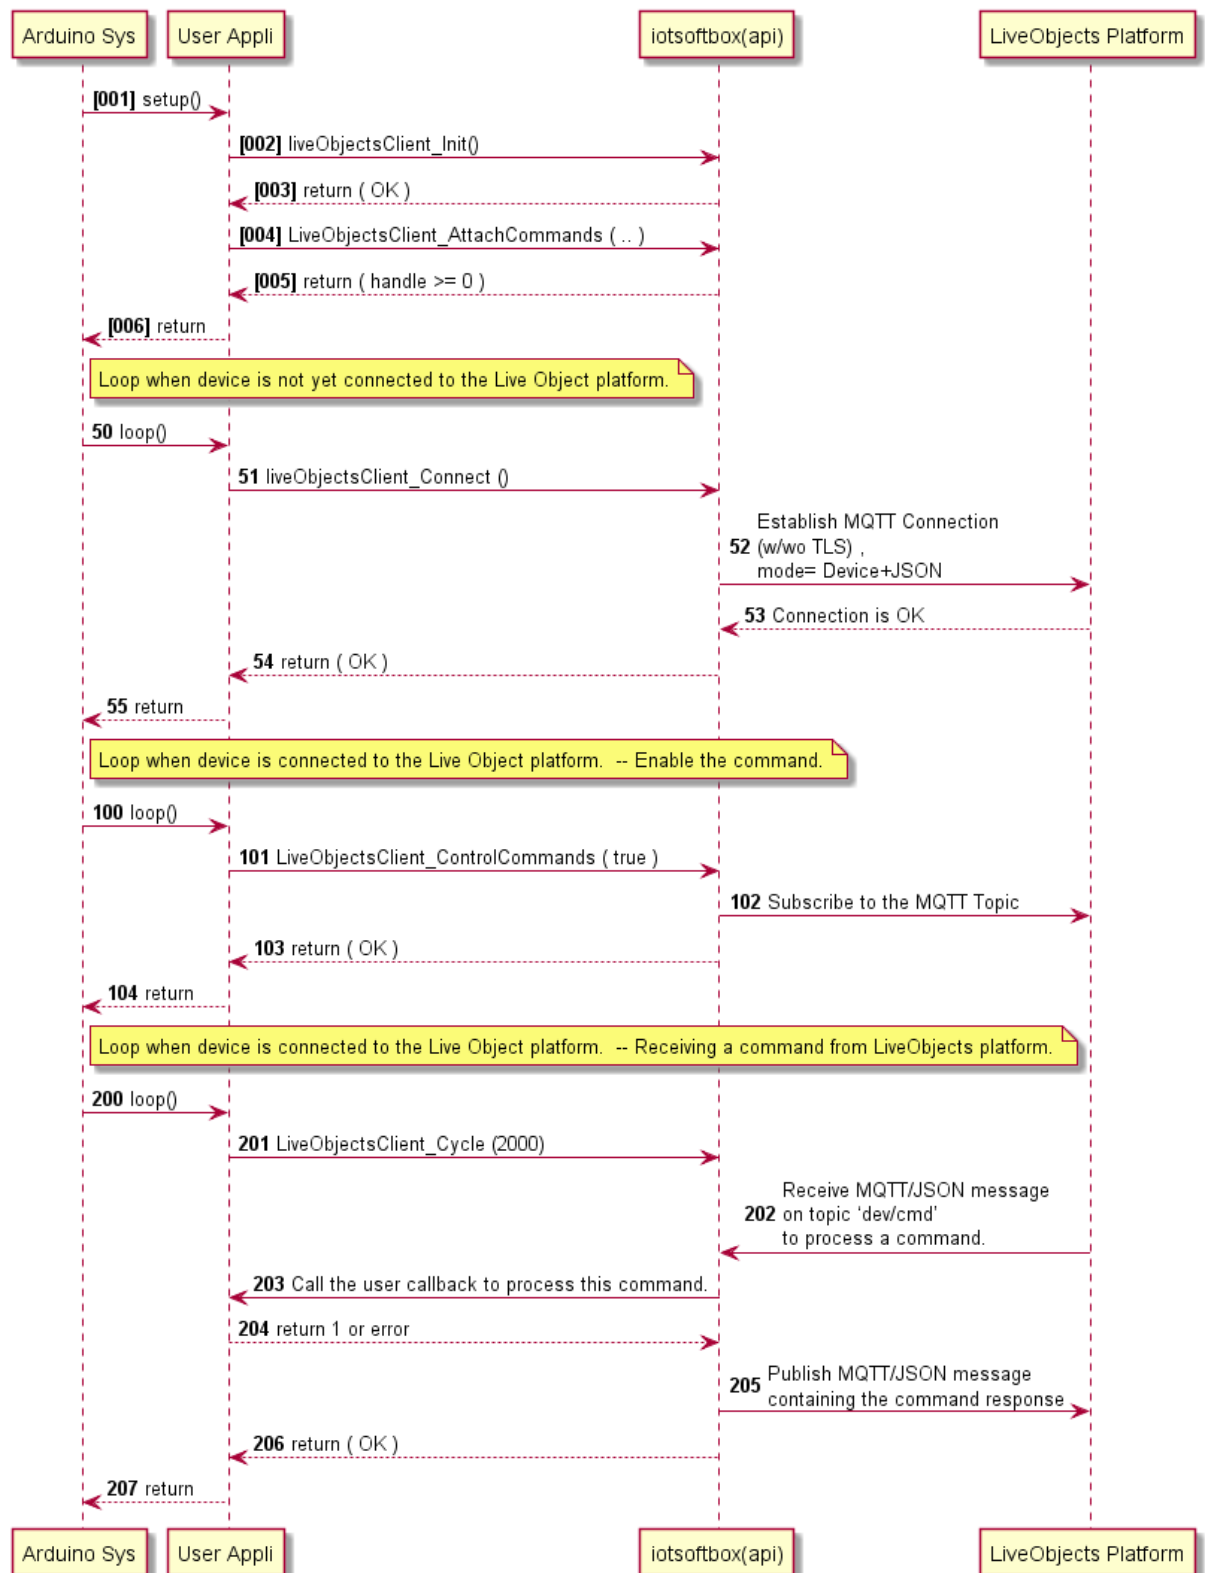 Arduino Sys
User Appli
iotsoftbox(api)
LiveObjects Platform
[001] setup()
[002] liveObjectsClient_Init()
[003] return ( OK )
[004] LiveObjectsClient_AttachCommands ( .. )
[005] return ( handle >= 0 )
[006] return
Loop when device is not yet connected to the Live Object platform.
50 loop()
51 liveObjectsClient_Connect ()
Establish MQTT Connection
52 (w/wo TLS) ,
mode= Device+JSON
53 Connection is OK
54 return ( OK )
55 return
Loop when device is connected to the Live Object platform.  -- Enable the command.
100 loop()
101 LiveObjectsClient_ControlCommands ( true )
102 Subscribe to the MQTT Topic
103 return ( OK )
104 return
Loop when device is connected to the Live Object platform.  -- Receiving a command from LiveObjects platform.
200 loop()
201 LiveObjectsClient_Cycle (2000)
Receive MQTT/JSON message
202 on topic ‘dev/cmd’
to process a command.
203 Call the user callback to process this command.
204 return 1 or error
205 Publish MQTT/JSON message
containing the command response
206 return ( OK )
207 return
Arduino Sys
User Appli
iotsoftbox(api)
LiveObjects Platform